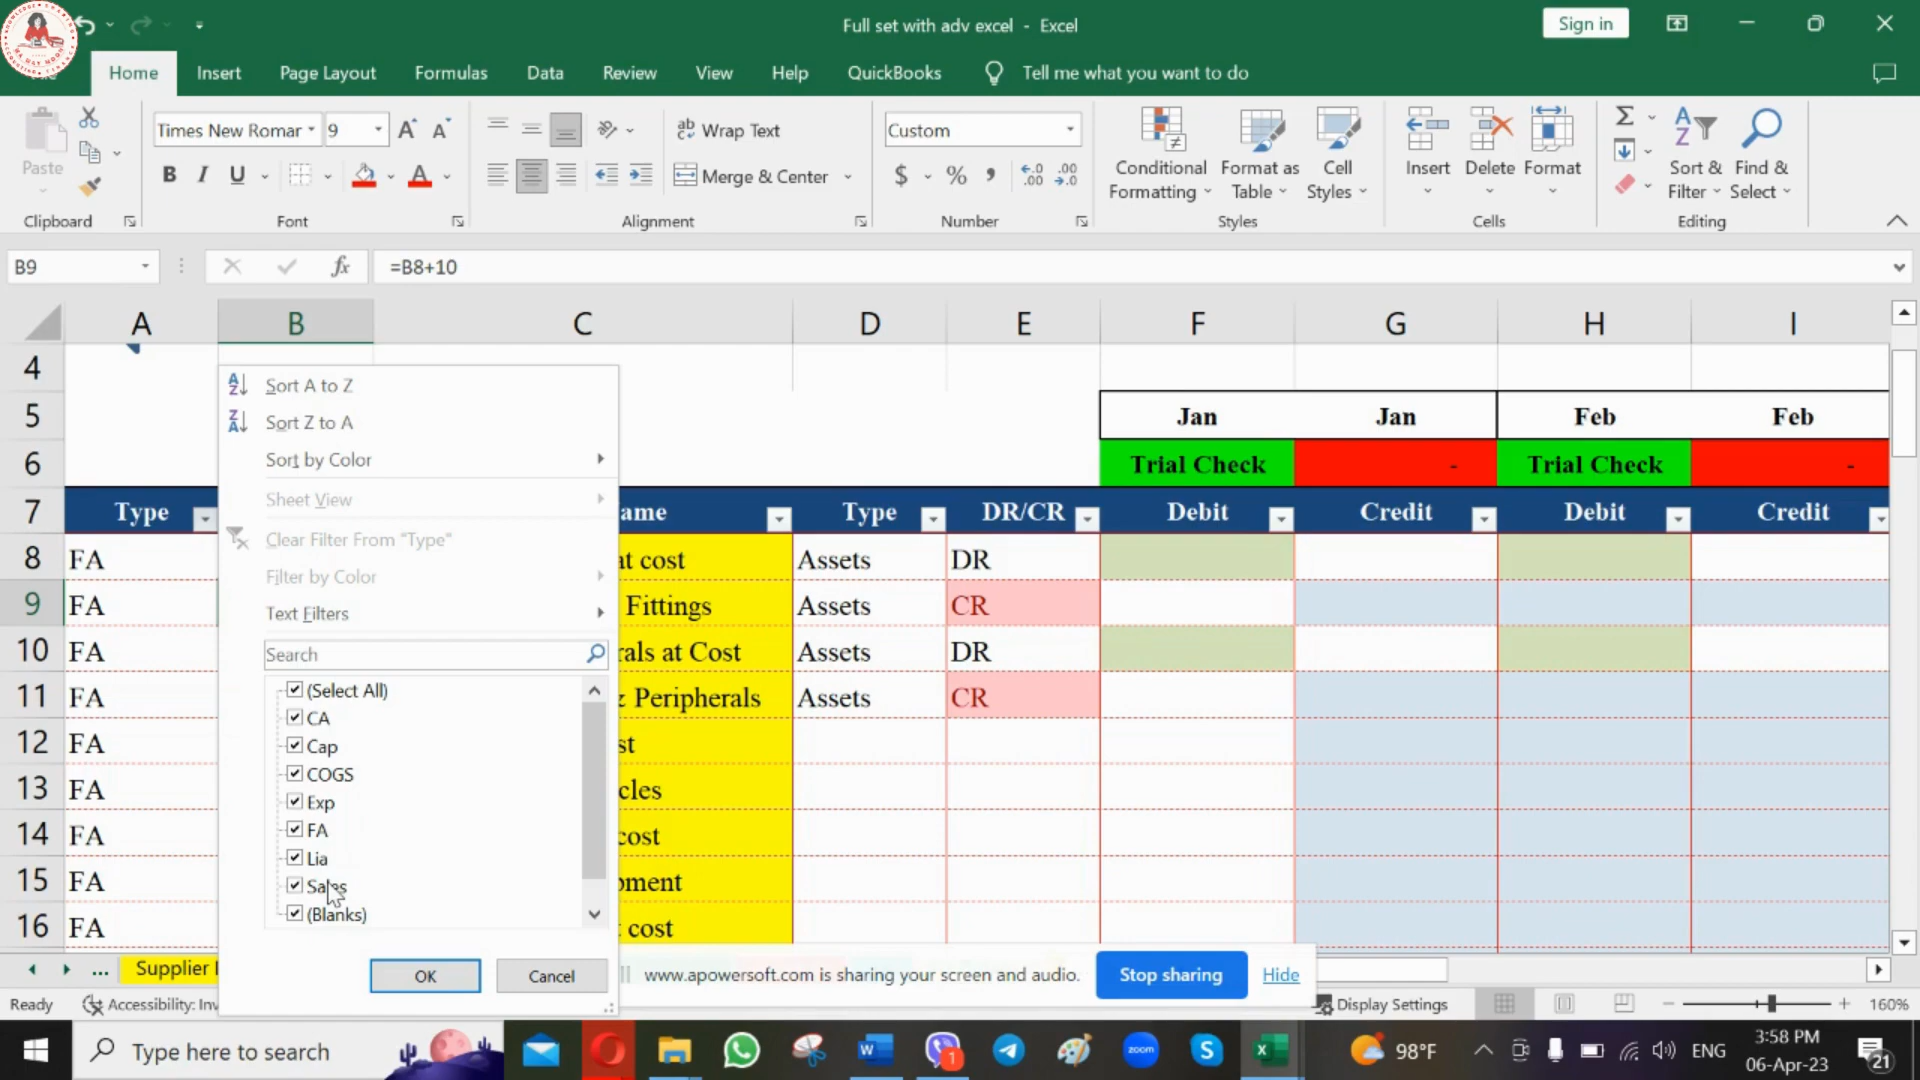 Full set with adv excel - Excel
Sign in
Home
Insert
Page Layout
Formulas
Data
Review
View
Help
QuickBooks
Tell me what you want to do
Paste
Clipboard
Times New Romar
9
B I U
Font
ab Wrap Text
Merge & Center
Alignment
Custom
$ % ,
Number
Conditional Formatting
Format as Table
Cell Styles
Styles
Insert
Delete
Format
Cells
Sort & Filter
Find & Select
Editing
B9
fx
=B8+10
A B C D E F G H I
4
5 Jan Jan Feb Feb
6 Trial Check - Trial Check -
7 Type ame Type DR/CR Debit Credit Debit Credit
8 FA at cost Assets DR
9 FA Fittings Assets CR
10 FA rals at Cost Assets DR
11 FA & Peripherals Assets CR
12 FA st
13 FA cles
14 FA cost
15 FA pment
16 FA cost
Sort A to Z
Sort Z to A
Sort by Color
Sheet View
Clear Filter From "Type"
Filter by Color
Text Filters
Search
(Select All)
CA
Cap
COGS
Exp
FA
Lia
Sales
(Blanks)
OK
Cancel
... Supplier
www.apowersoft.com is sharing your screen and audio.
Stop sharing
Hide
Ready
Accessibility: Inv
Display Settings
160%
Type here to search
zoom
1
98°F
ENG
3:58 PM
06-Apr-23
21